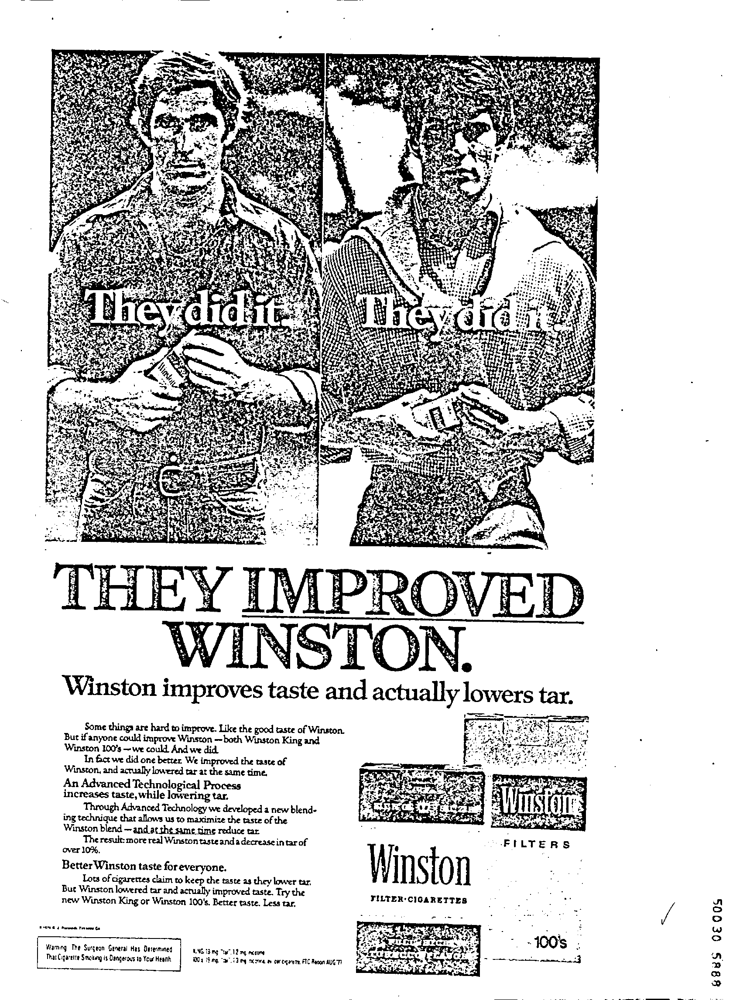 They did it.
They did it.
Winston
THEY IMPROVED
WINSTON.
Winston improves taste and actually lowers tar.
Some things are hard to improve. Like the good taste of Winston.
But if anyone could improve Winston — both Winston King and
Winston 100's — we could. And we did.
In fact we did one better. We improved the taste of
Winston, and actually lowered tar at the same time.
An Advanced Technological Process
increases taste, while lowering tar.
Through Advanced Technology we developed a new blend-
ing technique that allows us to maximize the taste of the
Winston blend — and at the same time reduce tar.
The result: more real Winston taste and a decrease in tar of
over 10%.
Better Winston taste for everyone.
Lots of cigarettes claim to keep the taste as they lower tar.
But Winston lowered tar and actually improved taste. Try the
new Winston King or Winston 100's. Better taste. Less tar.
Winston
FILTERS
Winston
FILTER·CIGARETTES
100's
Warning: The Surgeon General Has Determined
That Cigarette Smoking Is Dangerous to Your Health
50030 5888